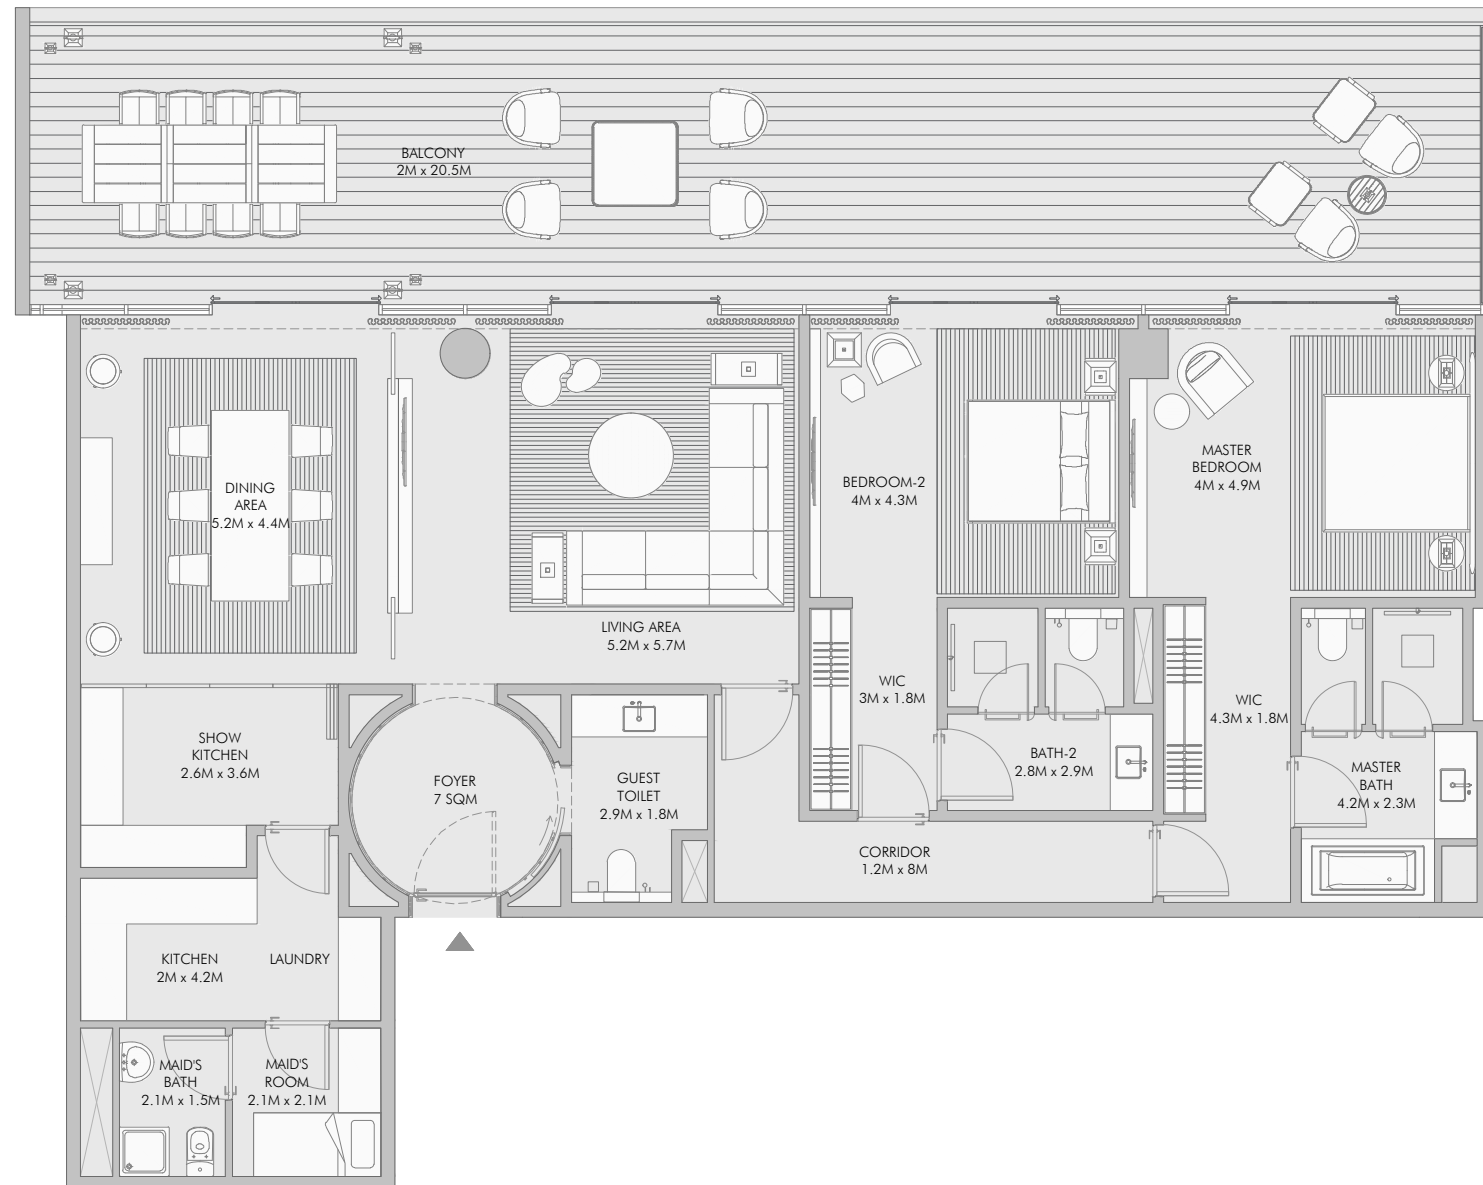 BALCONY
2M x 20.5M
DINING
AREA
5.2M x 4.4M
LIVING AREA
5.2M x 5.7M
BEDROOM-2
4M x 4.3M
MASTER
BEDROOM
4M x 4.9M
WIC
3M x 1.8M
WIC
4.3M x 1.8M
BATH-2
2.8M x 2.9M
MASTER
BATH
4.2M x 2.3M
SHOW
KITCHEN
2.6M x 3.6M
FOYER
7 SQM
GUEST
TOILET
2.9M x 1.8M
CORRIDOR
1.2M x 8M
KITCHEN
2M x 4.2M
LAUNDRY
MAID'S
BATH
2.1M x 1.5M
MAID'S
ROOM
2.1M x 2.1M